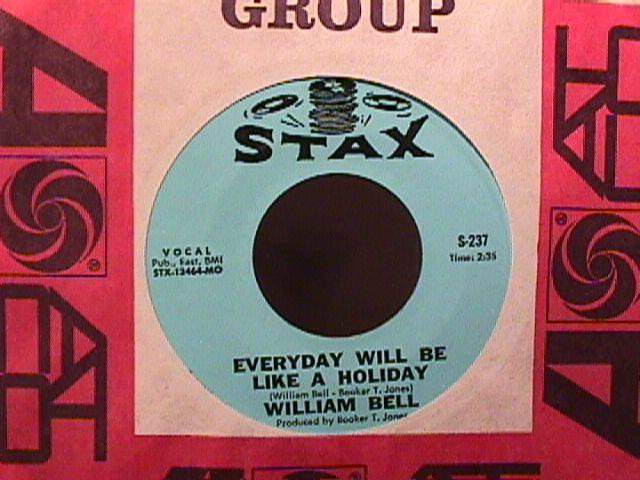 GROUP
STAX
VOCAL
Pub., East, BMI
STX-13464-MO
S-237
Time: 2:35
EVERYDAY WILL BE
LIKE A HOLIDAY
(William Bell - Booker T. Jones)
WILLIAM BELL
Produced by Booker T. Jones